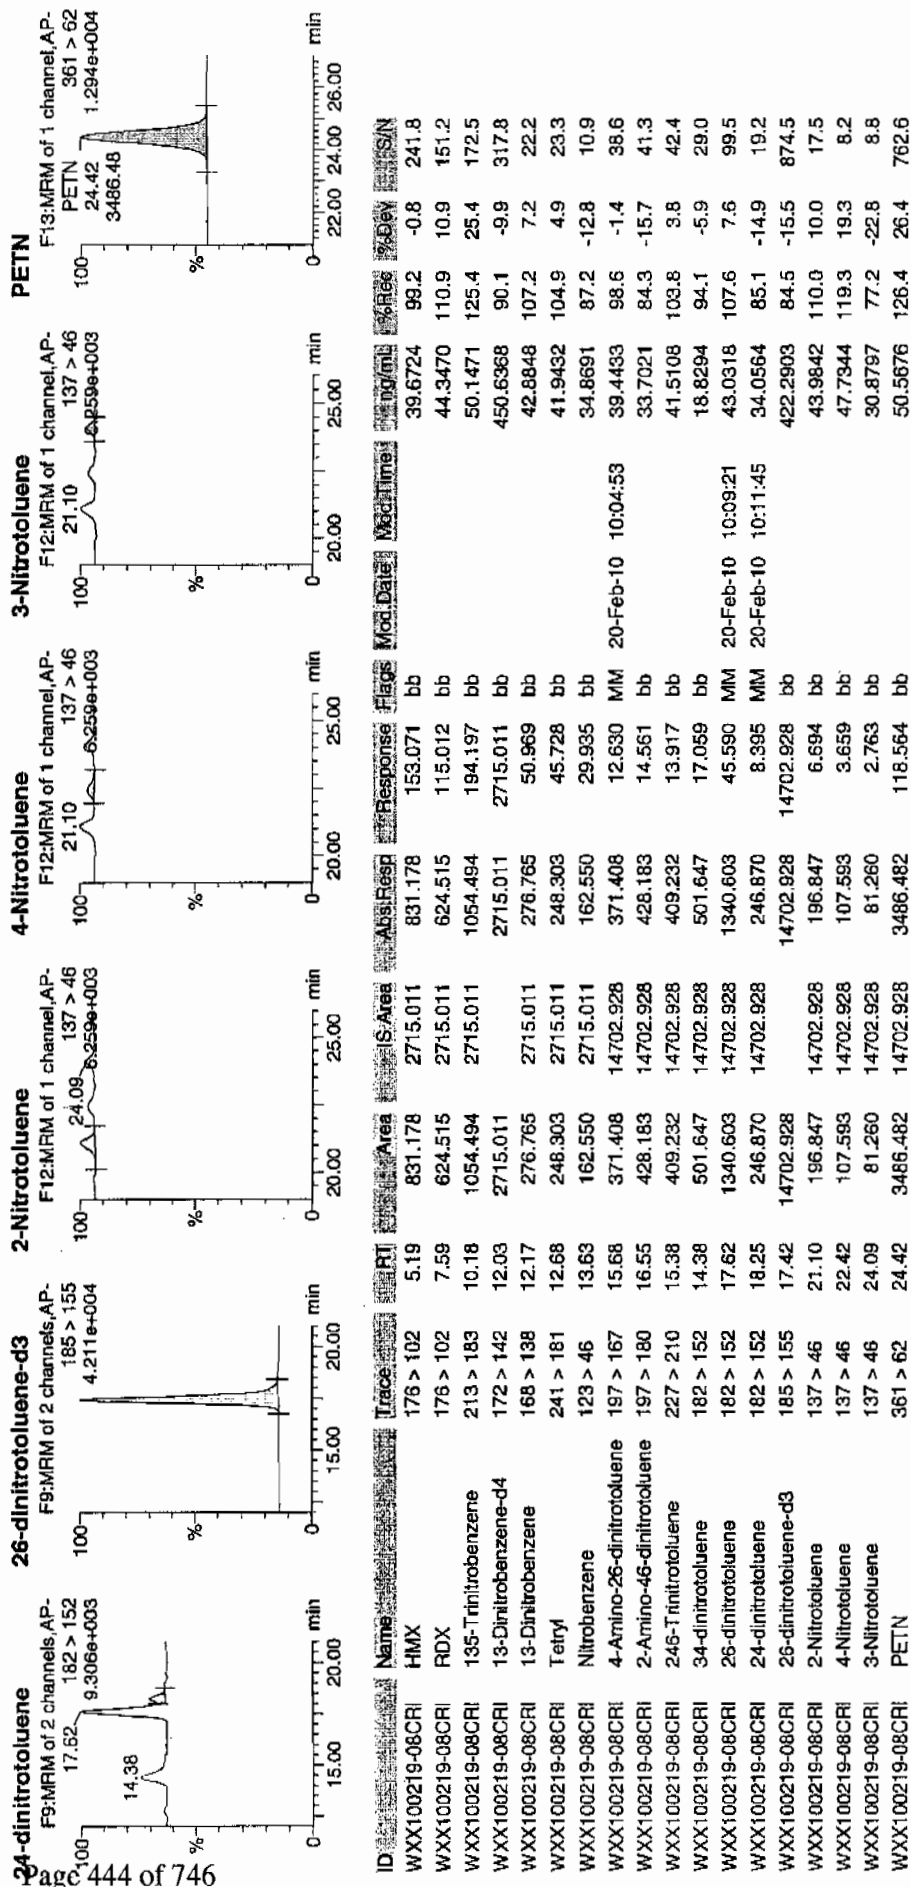 24-dinitrotoluene
F9:MRM of 2 channels,AP-
182 > 152
9.306e+003
17.62
14.38
100
%
0
15.00 20.00 min
26-dinitrotoluene-d3
F9:MRM of 2 channels,AP-
185 > 155
4.211e+004
100
%
0
15.00 20.00 min
2-Nitrotoluene
F12:MRM of 1 channel,AP-
137 > 46
6.259e+003
24.09
100
%
0
20.00 25.00 min
4-Nitrotoluene
F12:MRM of 1 channel,AP-
137 > 46
6.259e+003
21.10
100
%
0
20.00 25.00 min
3-Nitrotoluene
F12:MRM of 1 channel,AP-
137 > 46
6.259e+003
21.10
100
%
0
20.00 25.00 min
PETN
F13:MRM of 1 channel,AP-
361 > 62
1.294e+004
PETN
24.42
3486.48
100
%
0
22.00 24.00 26.00 min
ID Name Trace RT Area IS Area Abs.Resp Response Flags Mod.Date Mod.Time ng/mL %Rec %Dev S/N
WXX100219-08CRI HMX 176 > 102 5.19 831.178 2715.011 831.178 153.071 bb 39.6724 99.2 -0.8 241.8
WXX100219-08CRI RDX 176 > 102 7.59 624.515 2715.011 624.515 115.012 bb 44.3470 110.9 10.9 151.2
WXX100219-08CRI 135-Trinitrobenzene 213 > 183 10.18 1054.494 2715.011 1054.494 194.197 bb 50.1471 125.4 25.4 172.5
WXX100219-08CRI 13-Dinitrobenzene-d4 172 > 142 12.03 2715.011 2715.011 2715.011 bb 450.6368 90.1 -9.9 317.8
WXX100219-08CRI 13-Dinitrobenzene 168 > 138 12.17 276.765 2715.011 276.765 50.969 bb 42.8848 107.2 7.2 22.2
WXX100219-08CRI Tetryl 241 > 181 12.68 248.303 2715.011 248.303 45.728 bb 41.9432 104.9 4.9 23.3
WXX100219-08CRI Nitrobenzene 123 > 46 13.63 162.550 2715.011 162.550 29.935 bb 34.8691 87.2 -12.8 10.9
WXX100219-08CRI 4-Amino-26-dinitrotoluene 197 > 167 15.68 371.408 14702.928 371.408 12.630 MM 20-Feb-10 10:04:53 39.4433 98.6 -1.4 38.6
WXX100219-08CRI 2-Amino-46-dinitrotoluene 197 > 180 16.55 428.183 14702.928 428.183 14.561 bb 33.7021 84.3 -15.7 41.3
WXX100219-08CRI 246-Trinitrotoluene 227 > 210 15.38 409.232 14702.928 409.232 13.917 bb 41.5108 103.8 3.8 42.4
WXX100219-08CRI 34-dinitrotoluene 182 > 152 14.38 501.647 14702.928 501.647 17.059 bb 18.8294 94.1 -5.9 29.0
WXX100219-08CRI 26-dinitrotoluene 182 > 152 17.62 1340.603 14702.928 1340.603 45.590 MM 20-Feb-10 10:09:21 43.0318 107.6 7.6 99.5
WXX100219-08CRI 24-dinitrotoluene 182 > 152 18.25 246.870 14702.928 246.870 8.395 MM 20-Feb-10 10:11:45 34.0564 85.1 -14.9 19.2
WXX100219-08CRI 26-dinitrotoluene-d3 185 > 155 17.42 14702.928 14702.928 14702.928 bb 422.2903 84.5 -15.5 874.5
WXX100219-08CRI 2-Nitrotoluene 137 > 46 21.10 196.847 14702.928 196.847 6.694 bb 43.9842 110.0 10.0 17.5
WXX100219-08CRI 4-Nitrotoluene 137 > 46 22.42 107.593 14702.928 107.593 3.659 bb 47.7344 119.3 19.3 8.2
WXX100219-08CRI 3-Nitrotoluene 137 > 46 24.09 81.260 14702.928 81.260 2.763 bb 30.8797 77.2 -22.8 8.8
WXX100219-08CRI PETN 361 > 62 24.42 3486.482 14702.928 3486.482 118.564 bb 50.5676 126.4 26.4 762.6
Page 444 of 746